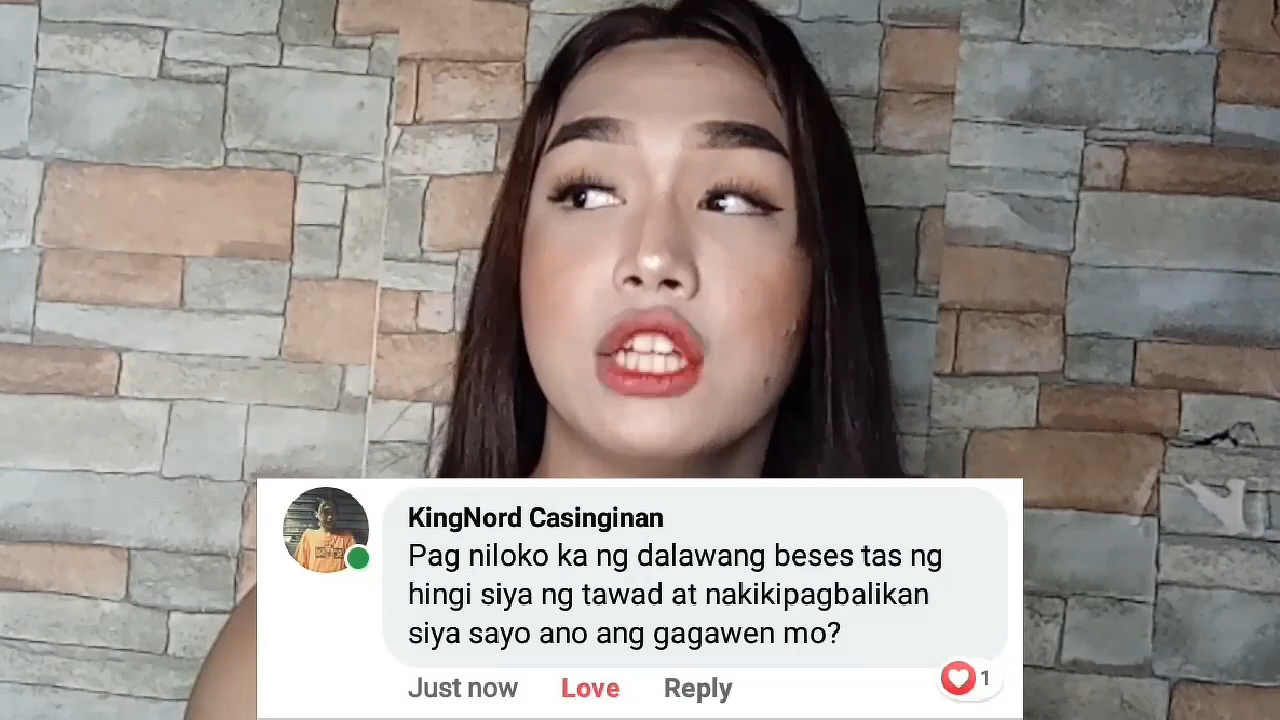 KingNord Casinginan
Pag niloko ka ng dalawang beses tas ng
hingi siya ng tawad at nakikipagbalikan
siya sayo ano ang gagawen mo?
Just now Love Reply
1